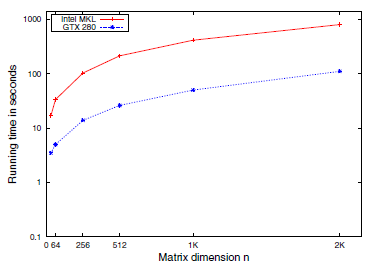 Intel MKL
GTX 280
1000
100
10
1
0.1
Running time in seconds
0 64 256 512 1K 2K
Matrix dimension n